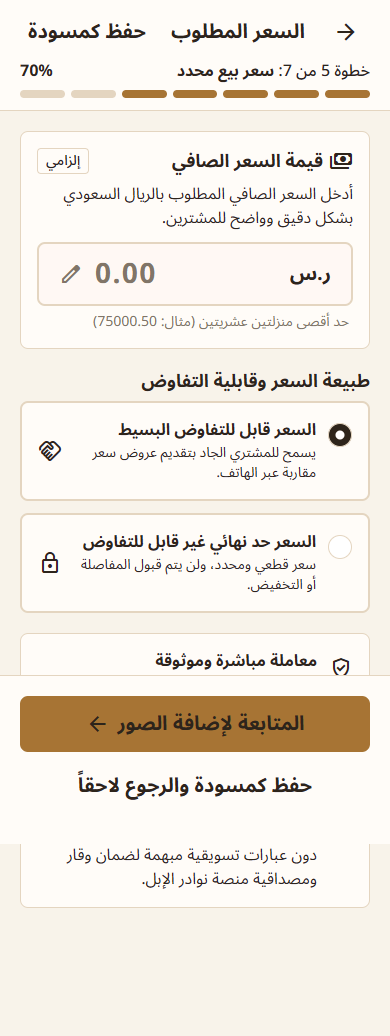 السعر المطلوب
حفظ كمسودة
خطوة 5 من 7: سعر بيع محدد
70%
قيمة السعر الصافي
إلزامي
أدخل السعر الصافي المطلوب بالريال السعودي
بشكل دقيق وواضح للمشترين.
ر.س
0.00
حد أقصى منزلتين عشريتين (مثال: 75000.50)
طبيعة السعر وقابلية التفاوض
السعر قابل للتفاوض البسيط
يسمح للمشتري الجاد بتقديم عروض سعر
مقاربة عبر الهاتف.
السعر حد نهائي غير قابل للتفاوض
سعر قطعي ومحدد، ولن يتم قبول المفاصلة
أو التخفيض.
معاملة مباشرة وموثوقة
المتابعة لإضافة الصور
حفظ كمسودة والرجوع لاحقاً
دون عبارات تسويقية مبهمة لضمان وقار
ومصداقية منصة نوادر الإبل.